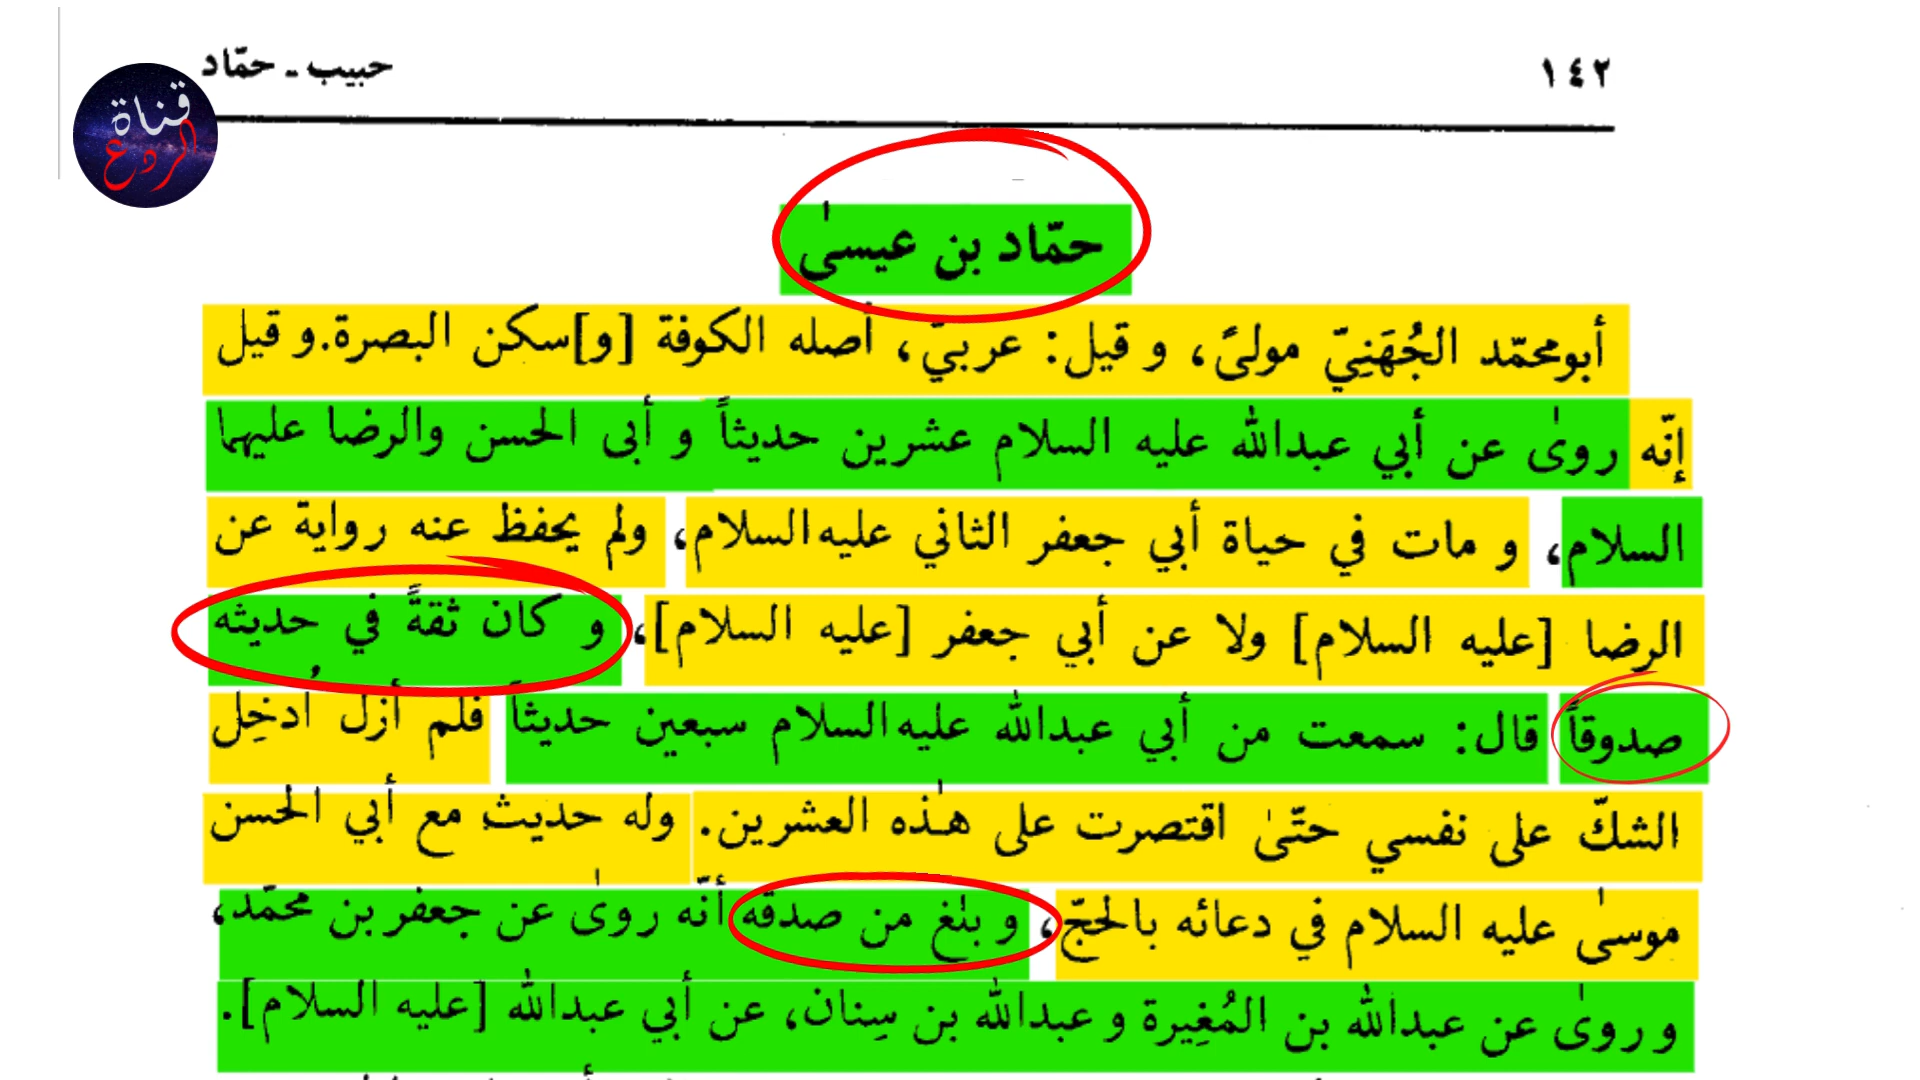 ١٤٢
حبيب ـ حمّاد
قناة
الردع
حمّاد بن عيسىٰ
أبومحمّد الجُهَنِيّ مولىً، و قيل: عربيّ، أصله الكوفة [و]سكن البصرة. و قيل
إنّه روىٰ عن أبي عبدالله عليه السلام عشرين حديثاً و أبى الحسن والرضا عليهما
السلام، و مات في حياة أبي جعفر الثاني عليه السلام، ولم يحفظ عنه رواية عن
الرضا [عليه السلام] ولا عن أبي جعفر [عليه السلام]، و كان ثقةً في حديثه
صدوقاً قال: سمعت من أبي عبدالله عليه السلام سبعين حديثاً فلم أزل اُدخِل
الشكّ على نفسي حتّىٰ اقتصرت على هـٰذه العشرين. وله حديث مع أبي الحسن
موسىٰ عليه السلام في دعائه بالحجّ، و بلغ من صدقه أنّه روىٰ عن جعفر بن محمّد،
و روىٰ عن عبدالله بن المُغِيرة و عبدالله بن سِنان، عن أبي عبدالله [عليه السلام].